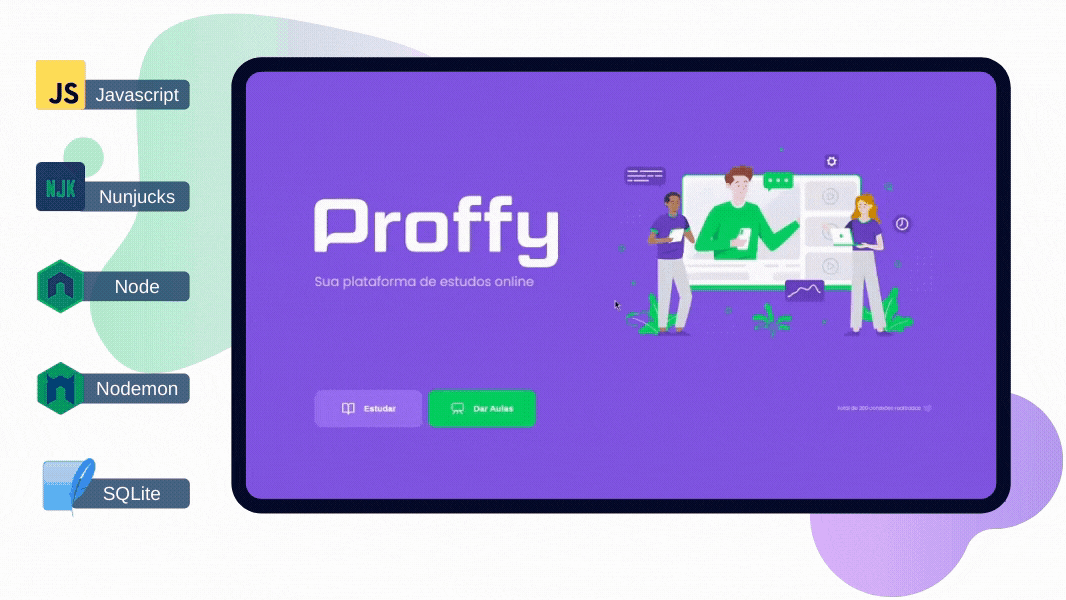 JS
Javascript
NJK
Nunjucks
Node
Nodemon
SQLite
Proffy
Sua plataforma de estudos online
Estudar
Dar Aulas
de 200 conexões realizadas